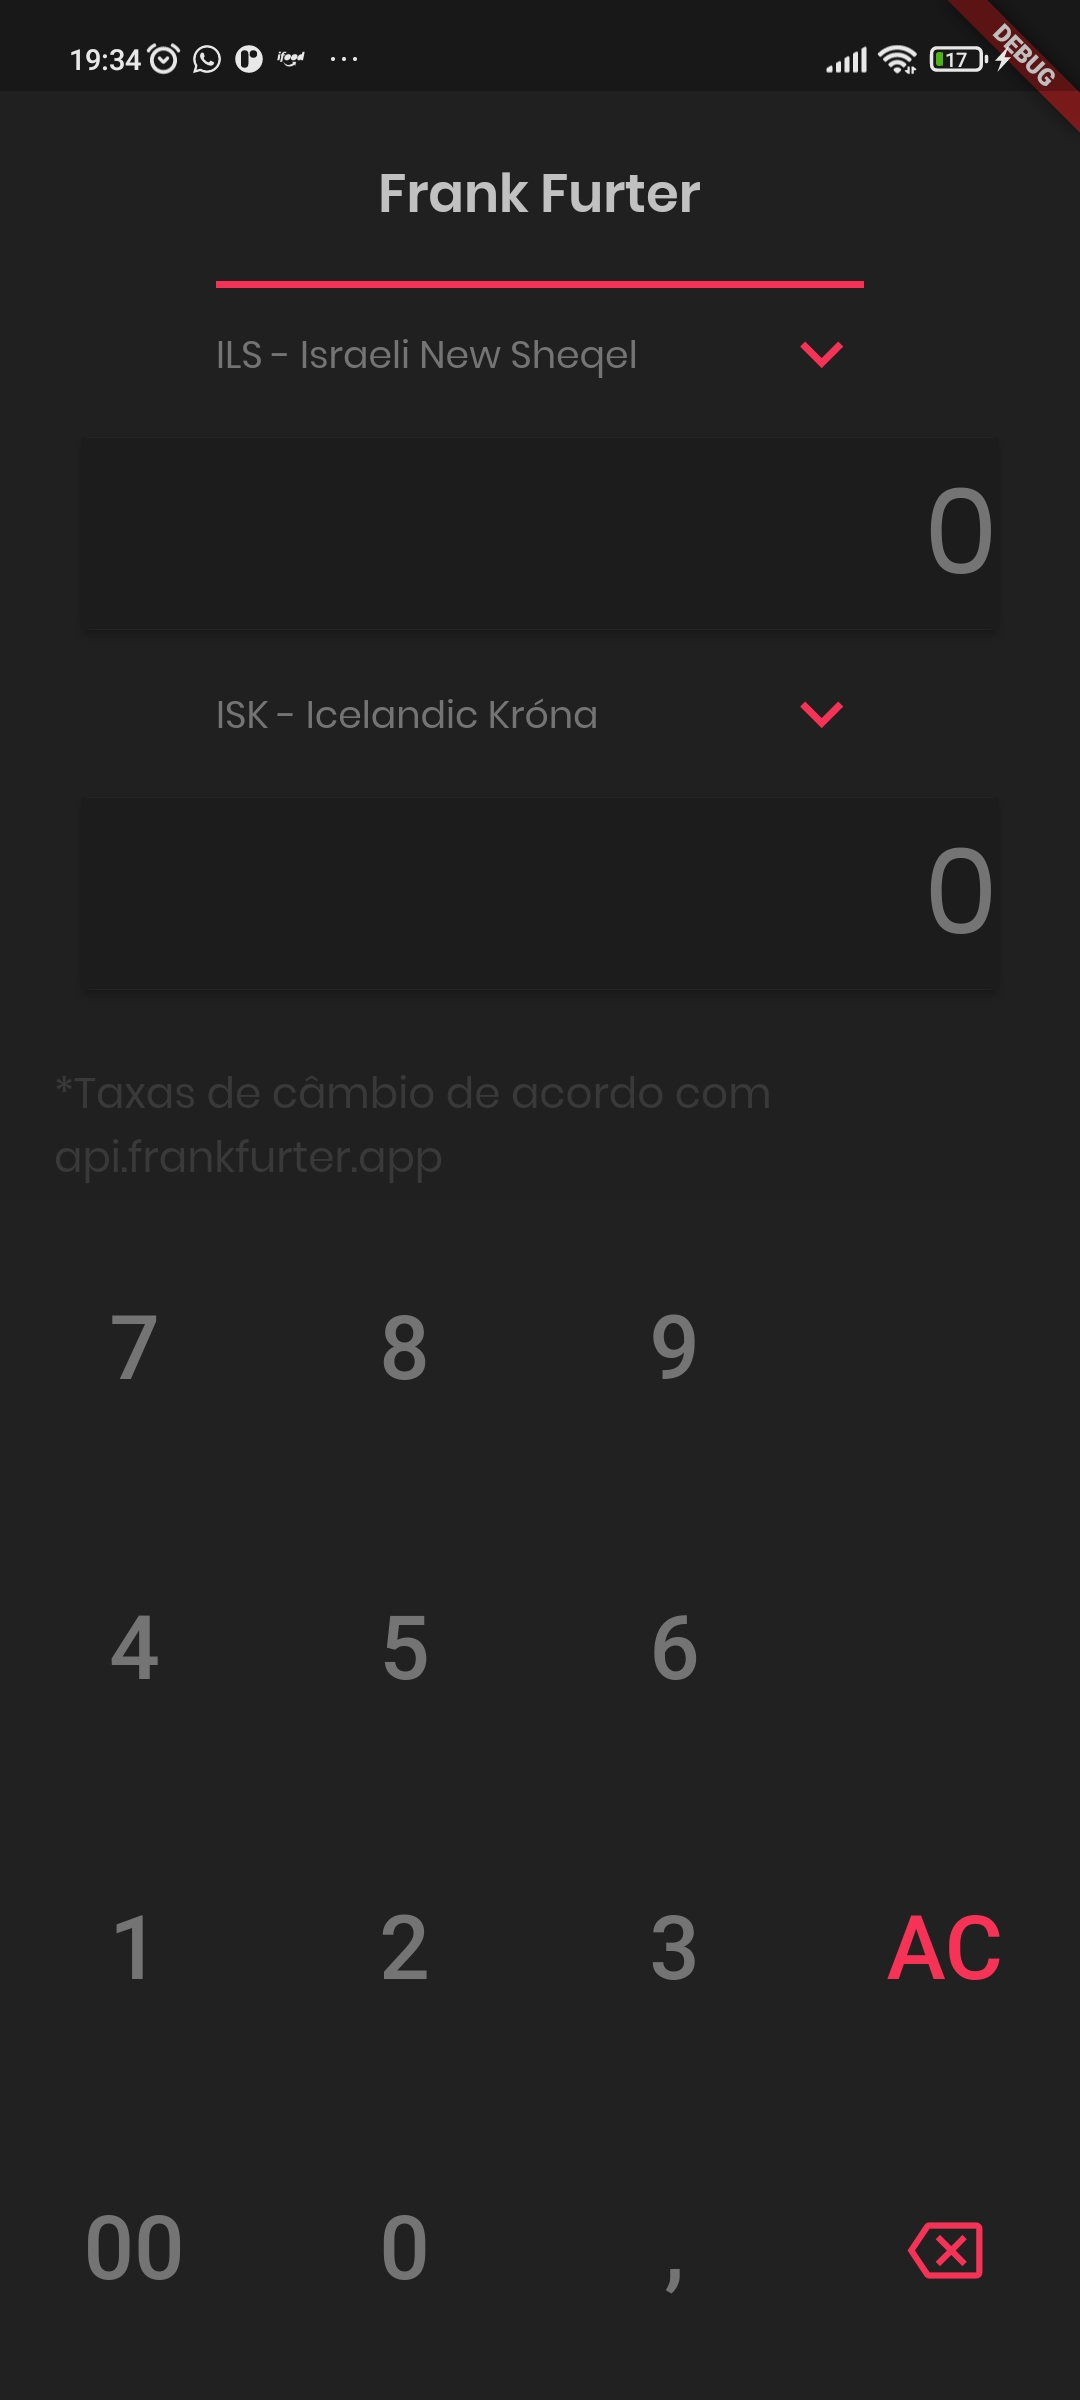 19:34 ifood ... 17
DEBUG
Frank Furter
ILS - Israeli New Sheqel
0
ISK - Icelandic Króna
0
*Taxas de câmbio de acordo com
api.frankfurter.app
7 8 9
4 5 6
1 2 3 AC
00 0 ,